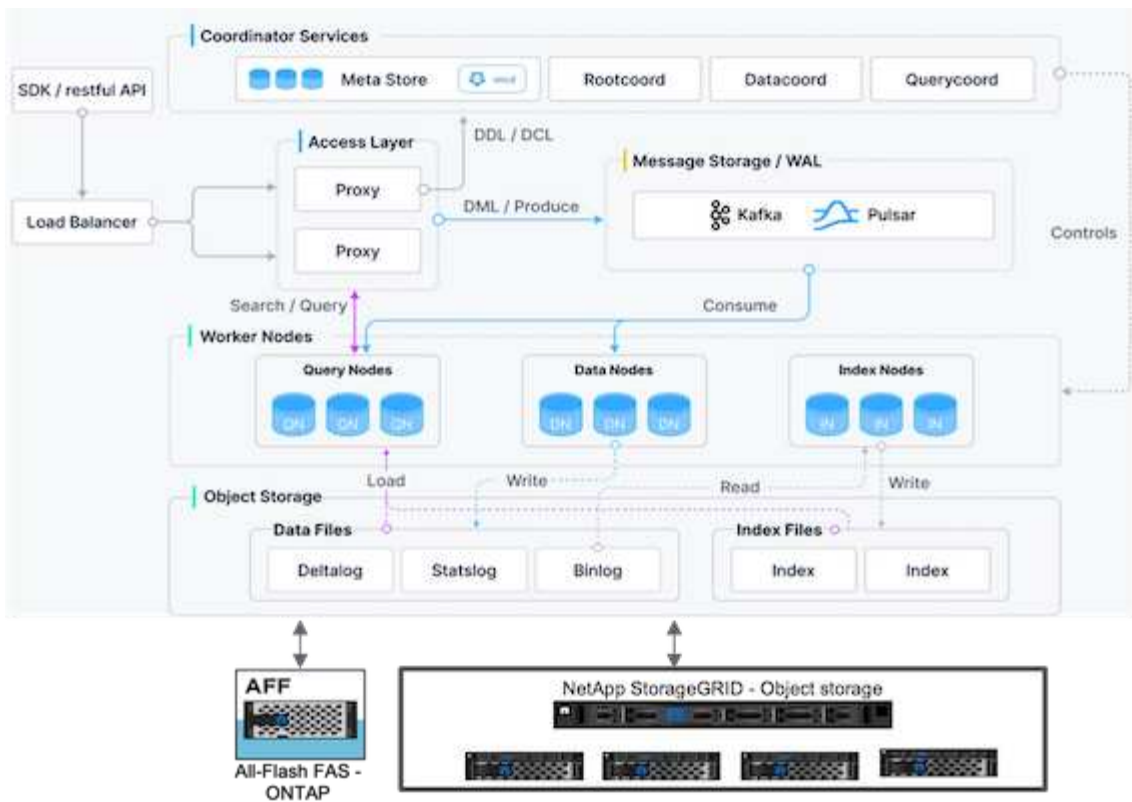 Coordinator Services
Meta Store
Rootcoord
Datacoord
Querycoord
SDK / restful API
DDL / DCL
Access Layer
Proxy
Proxy
Load Balancer
DML / Produce
Message Storage / WAL
Kafka
Pulsar
Controls
Search / Query
Consume
Worker Nodes
Query Nodes
QN QN QN
Data Nodes
DN DN DN
Index Nodes
IN IN IN
Load
Write
Read
Write
Object Storage
Data Files
Deltalog
Statslog
Binlog
Index Files
Index
Index
AFF
All-Flash FAS -
ONTAP
NetApp StorageGRID - Object storage